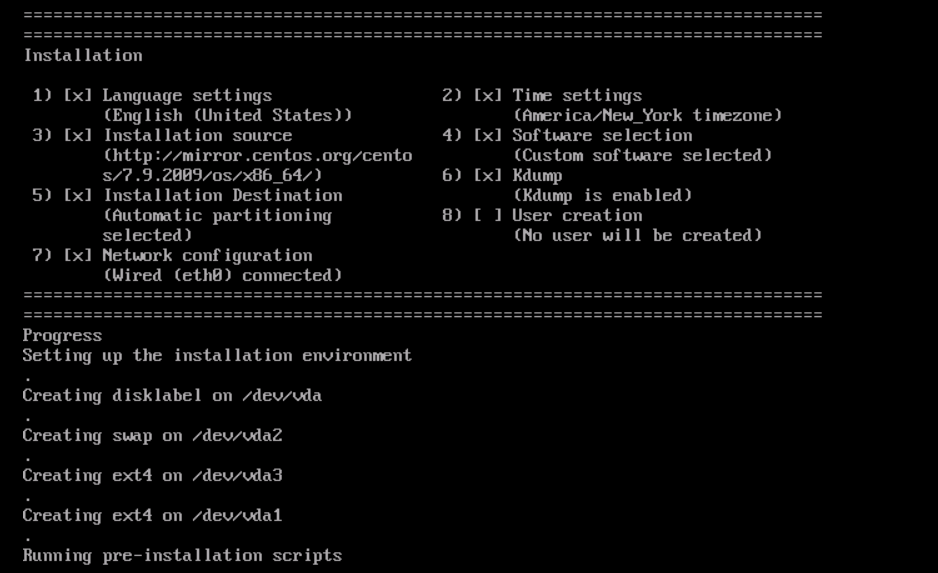 ================================================================================
================================================================================
Installation
1) [x] Language settings                 2) [x] Time settings
       (English (United States))                (America/New_York timezone)
3) [x] Installation source               4) [x] Software selection
       (http://mirror.centos.org/cento          (Custom software selected)
       s/7.9.2009/os/x86_64/)            6) [x] Kdump
5) [x] Installation Destination                 (Kdump is enabled)
       (Automatic partitioning           8) [ ] User creation
       selected)                                (No user will be created)
7) [x] Network configuration
       (Wired (eth0) connected)
================================================================================
================================================================================
Progress
Setting up the installation environment
.
Creating disklabel on /dev/vda
.
Creating swap on /dev/vda2
.
Creating ext4 on /dev/vda3
.
Creating ext4 on /dev/vda1
.
Running pre-installation scripts